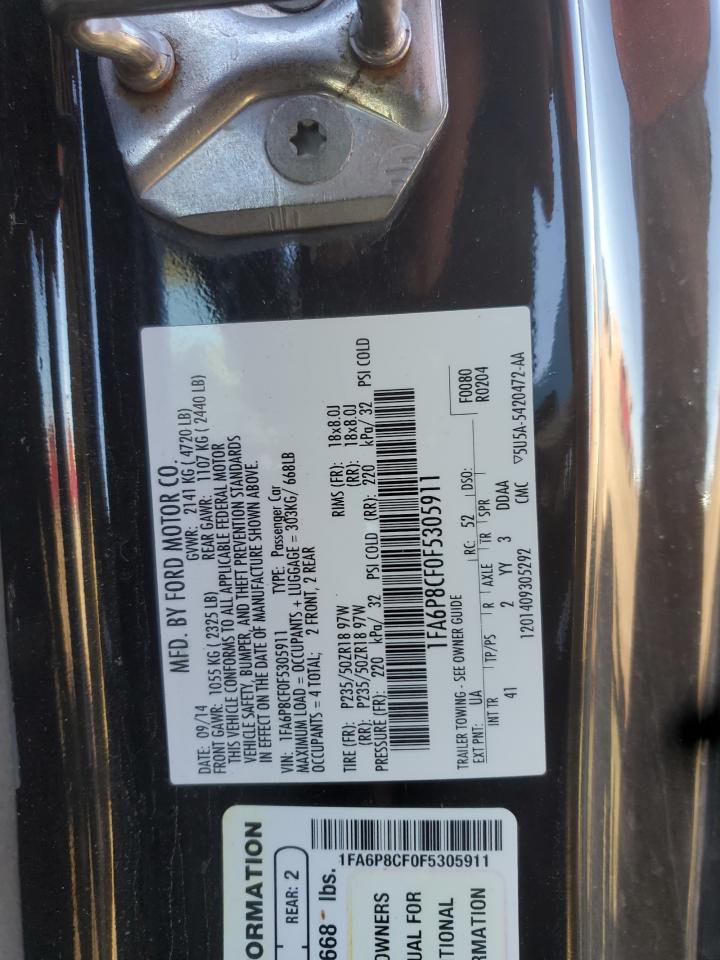 MFD. BY FORD MOTOR CO.
DATE: 09/14 GVWR: 2141 KG ( 4720 LB)
FRONT GAWR: 1055 KG ( 2325 LB) REAR GAWR: 1107 KG ( 2440 LB)
THIS VEHICLE CONFORMS TO ALL APPLICABLE FEDERAL MOTOR
VEHICLE SAFETY, BUMPER, AND THEFT PREVENTION STANDARDS
IN EFFECT ON THE DATE OF MANUFACTURE SHOWN ABOVE.
VIN: 1FA6P8CF0F5305911 TYPE: Passenger Car
MAXIMUM LOAD = OCCUPANTS + LUGGAGE = 303KG/ 668LB
OCCUPANTS = 4 TOTAL; 2 FRONT, 2 REAR
TIRE (FR): P235/50ZR18 97W RIMS (FR): 18x8.0J
(RR): P235/50ZR18 97W (RR): 18x8.0J
PRESSURE (FR): 220 kPa/ 32 PSI COLD (RR): 220 kPa/ 32 PSI COLD
1FA6P8CF0F5305911
TRAILER TOWING - SEE OWNER GUIDE
EXT PNT: UA RC: 52 DSO: F0080
R0204
INT TR TP/PS R AXLE TR SPR
41 2 YY 3 DDAA
1201409305292 CMC ▽5U5A-5420472-AA
ORMATION
REAR: 2
668 lbs.
1FA6P8CF0F5305911
OWNERS
UAL FOR
TIONAL
RMATION